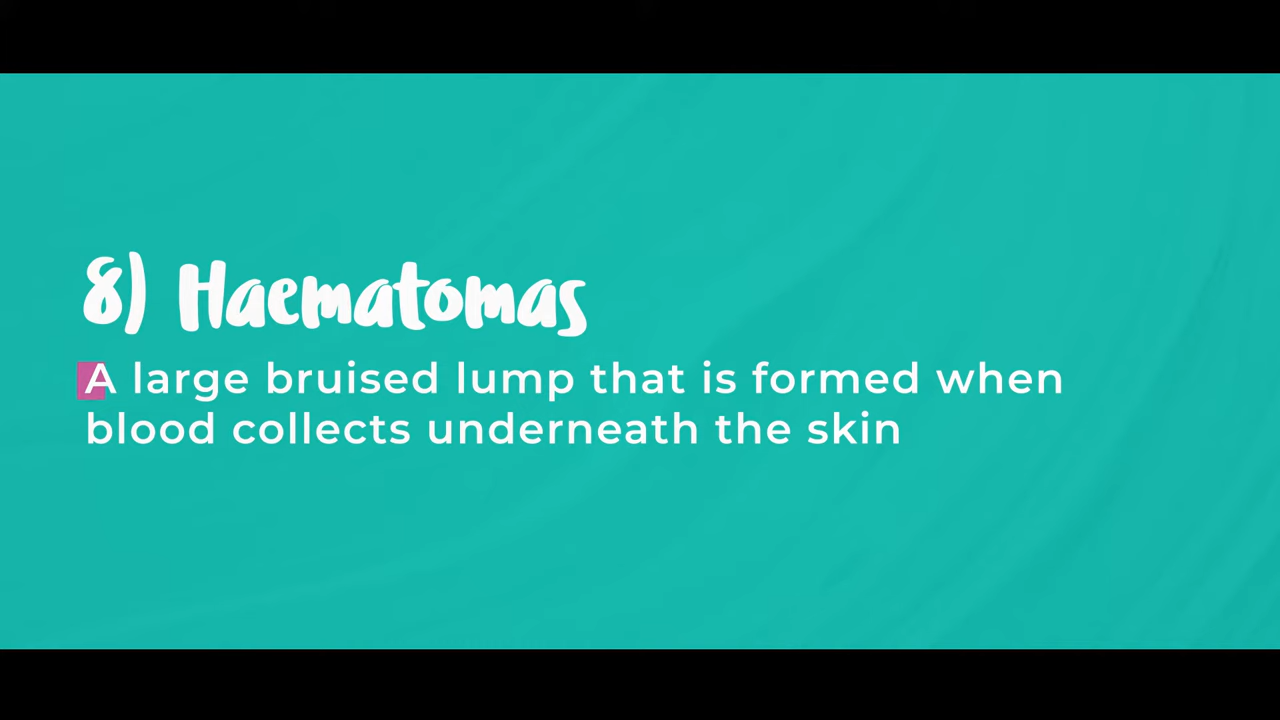 8) Haematomas
A large bruised lump that is formed when
blood collects underneath the skin